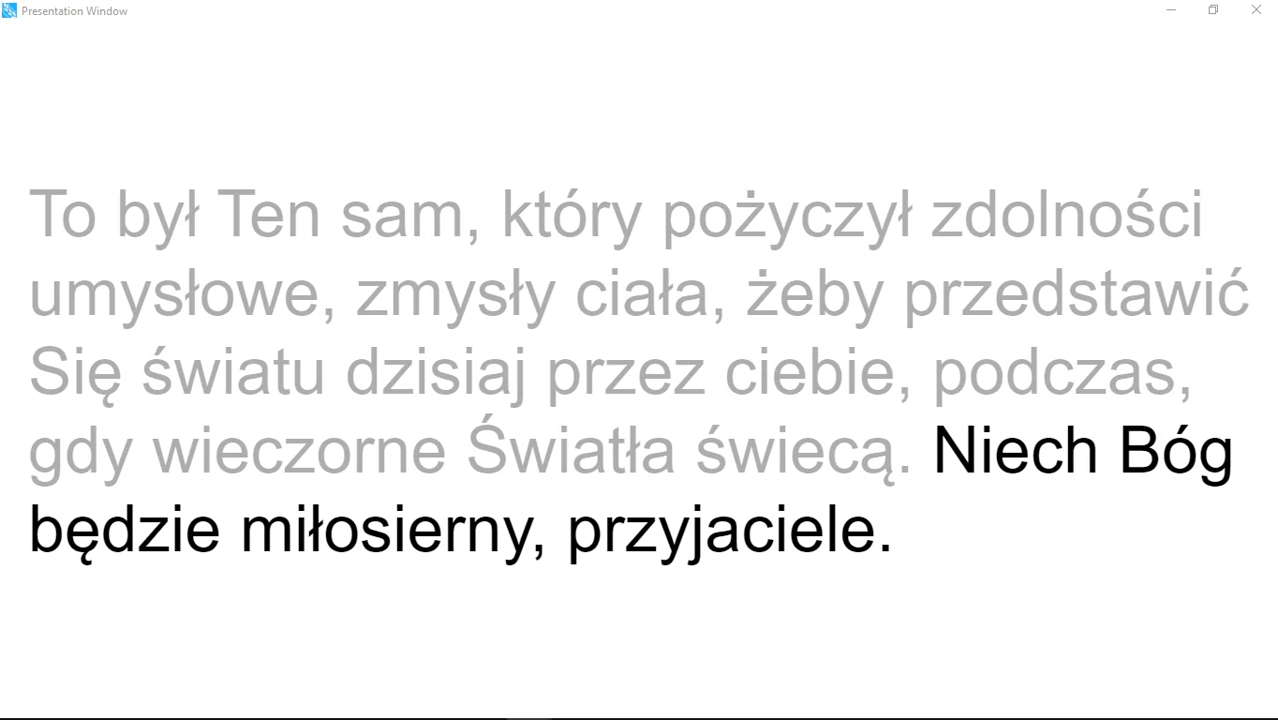 Presentation Window
To był Ten sam, który pożyczył zdolności
umysłowe, zmysły ciała, żeby przedstawić
Się światu dzisiaj przez ciebie, podczas,
gdy wieczorne Światła świecą. Niech Bóg
będzie miłosierny, przyjaciele.